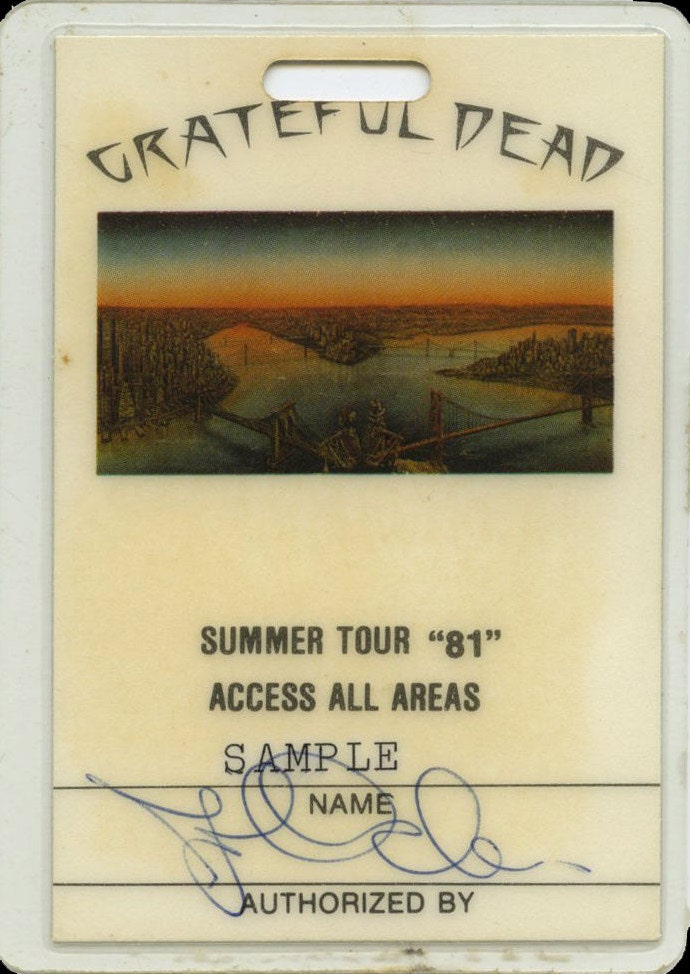 GRATEFUL DEAD
SUMMER TOUR “81”
ACCESS ALL AREAS
SAMPLE
NAME
AUTHORIZED BY